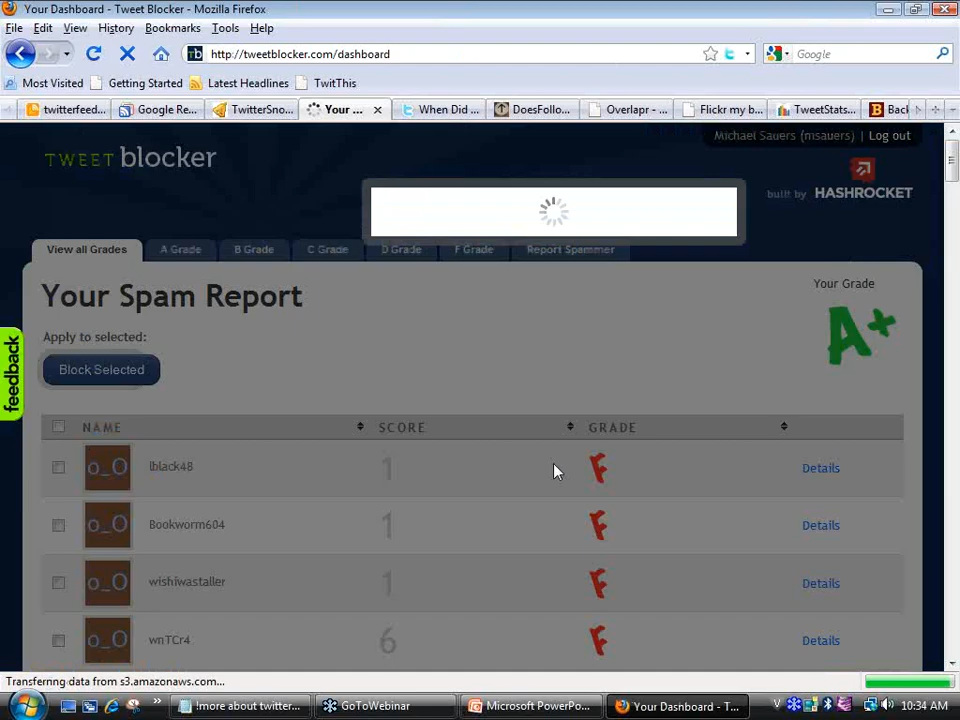 Your Dashboard - Tweet Blocker - Mozilla Firefox
File Edit View History Bookmarks Tools Help
http://tweetblocker.com/dashboard
Google
Most Visited Getting Started Latest Headlines TwitThis
twitterfeed... Google Re... TwitterSno... Your ... When Did ... DoesFollo... Overlapr - ... Flickr my b... TweetStats... Back
Michael Sauers (msauers) Log out
TWEET blocker
built by HASHROCKET
View all Grades A Grade B Grade C Grade D Grade F Grade Report Spammer
Your Spam Report
Your Grade
A+
Apply to selected:
Block Selected
feedback
NAME SCORE GRADE
o_O lblack48 1 F Details
o_O Bookworm604 1 F Details
o_O wishiwastaller 1 F Details
o_O wnTCr4 6 F Details
Transferring data from s3.amazonaws.com...
!more about twitter... GoToWebinar Microsoft PowerPo... Your Dashboard - T... 10:34 AM